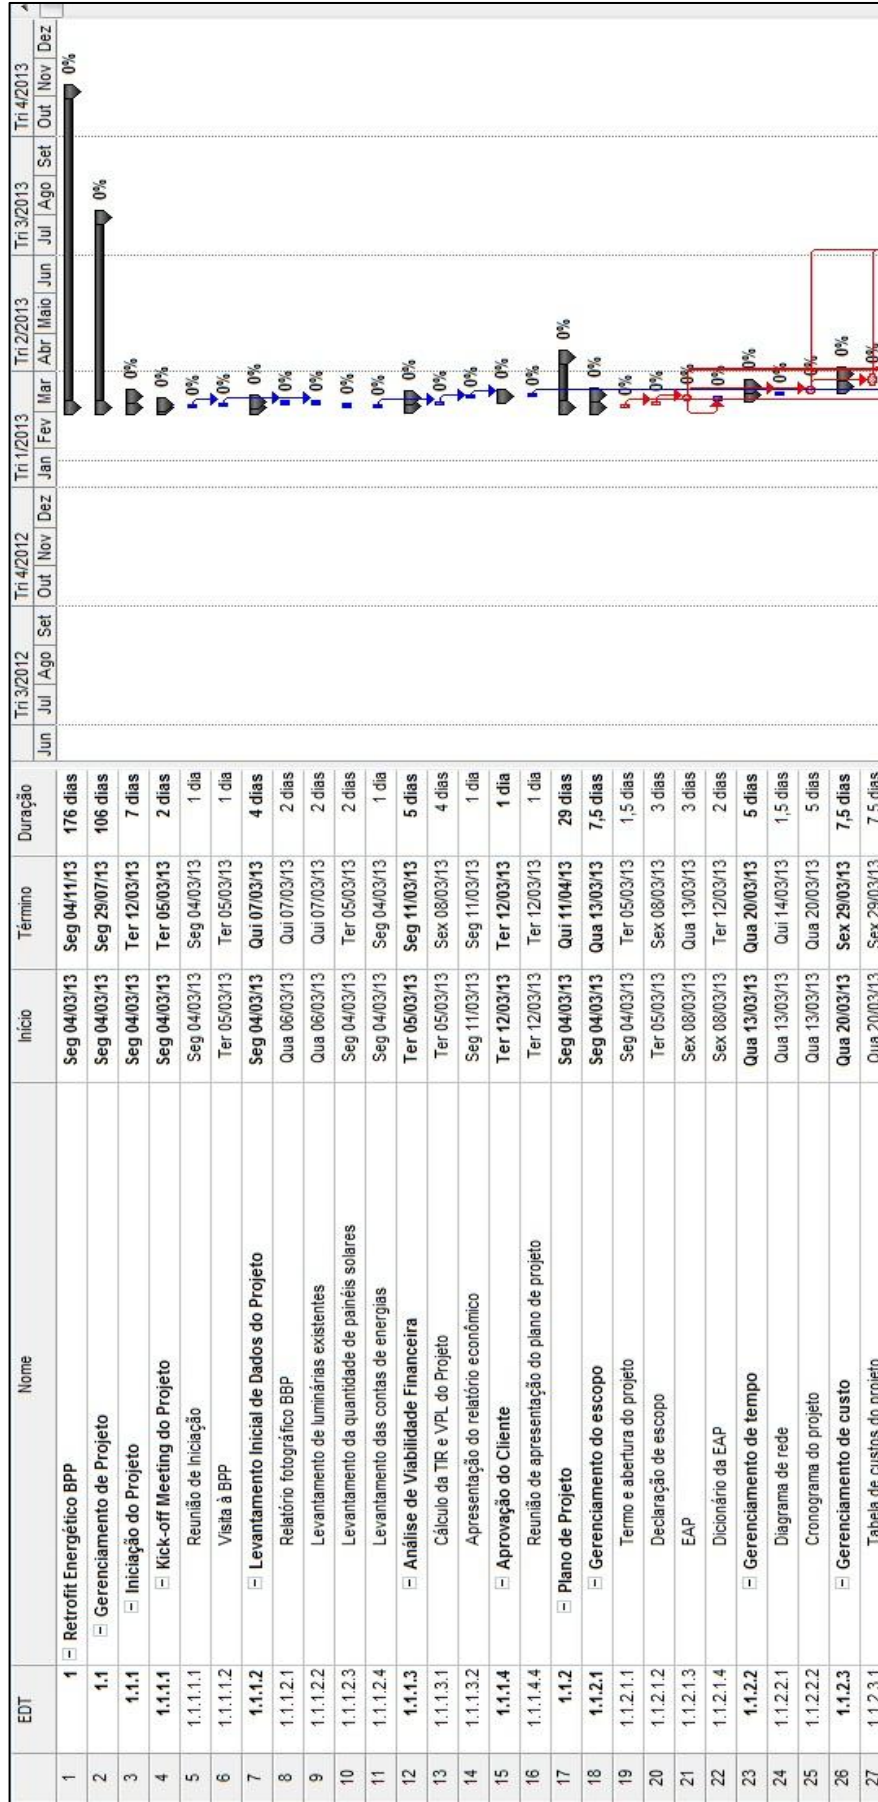 EDT Nome Início Término Duração
Tri 3/2012 Tri 4/2012 Tri 1/2013 Tri 2/2013 Tri 3/2013 Tri 4/2013
Jun Jul Ago Set Out Nov Dez Jan Fev Mar Abr Maio Jun Jul Ago Set Out Nov Dez
1 1 Retrofit Energético BPP Seg 04/03/13 Seg 04/11/13 176 dias 0%
2 1.1 Gerenciamento de Projeto Seg 04/03/13 Seg 29/07/13 106 dias 0%
3 1.1.1 Iniciação do Projeto Seg 04/03/13 Ter 12/03/13 7 dias 0%
4 1.1.1.1 Kick-off Meeting do Projeto Seg 04/03/13 Ter 05/03/13 2 dias 0%
5 1.1.1.1.1 Reunião de Iniciação Seg 04/03/13 Seg 04/03/13 1 dia 0%
6 1.1.1.1.2 Visita à BPP Ter 05/03/13 Ter 05/03/13 1 dia 0%
7 1.1.1.2 Levantamento Inicial de Dados do Projeto Seg 04/03/13 Qui 07/03/13 4 dias 0%
8 1.1.1.2.1 Relatório fotográfico BBP Qua 06/03/13 Qui 07/03/13 2 dias 0%
9 1.1.1.2.2 Levantamento de luminárias existentes Qua 06/03/13 Qui 07/03/13 2 dias 0%
10 1.1.1.2.3 Levantamento da quantidade de painéis solares Seg 04/03/13 Ter 05/03/13 2 dias 0%
11 1.1.1.2.4 Levantamento das contas de energias Seg 04/03/13 Seg 04/03/13 1 dia 0%
12 1.1.1.3 Análise de Viabilidade Financeira Ter 05/03/13 Seg 11/03/13 5 dias 0%
13 1.1.1.3.1 Cálculo da TIR e VPL do Projeto Ter 05/03/13 Sex 08/03/13 4 dias 0%
14 1.1.1.3.2 Apresentação do relatório econômico Seg 11/03/13 Seg 11/03/13 1 dia 0%
15 1.1.1.4 Aprovação do Cliente Ter 12/03/13 Ter 12/03/13 1 dia 0%
16 1.1.1.4.4 Reunião de apresentação do plano de projeto Ter 12/03/13 Ter 12/03/13 1 dia 0%
17 1.1.2 Plano de Projeto Seg 04/03/13 Qui 11/04/13 29 dias 0%
18 1.1.2.1 Gerenciamento do escopo Seg 04/03/13 Qua 13/03/13 7,5 dias 0%
19 1.1.2.1.1 Termo e abertura do projeto Seg 04/03/13 Ter 05/03/13 1,5 dias 0%
20 1.1.2.1.2 Declaração de escopo Ter 05/03/13 Sex 08/03/13 3 dias 0%
21 1.1.2.1.3 EAP Sex 08/03/13 Qua 13/03/13 3 dias 0%
22 1.1.2.1.4 Dicionário da EAP Sex 08/03/13 Ter 12/03/13 2 dias 0%
23 1.1.2.2 Gerenciamento de tempo Qua 13/03/13 Qua 20/03/13 5 dias 0%
24 1.1.2.2.1 Diagrama de rede Qua 13/03/13 Qui 14/03/13 1,5 dias 0%
25 1.1.2.2.2 Cronograma do projeto Qua 13/03/13 Qua 20/03/13 5 dias 0%
26 1.1.2.3 Gerenciamento de custo Qua 20/03/13 Sex 29/03/13 7,5 dias 0%
27 1.1.2.3.1 Tabela de custos do projeto Qua 20/03/13 Sex 29/03/13 7,5 dias 0%